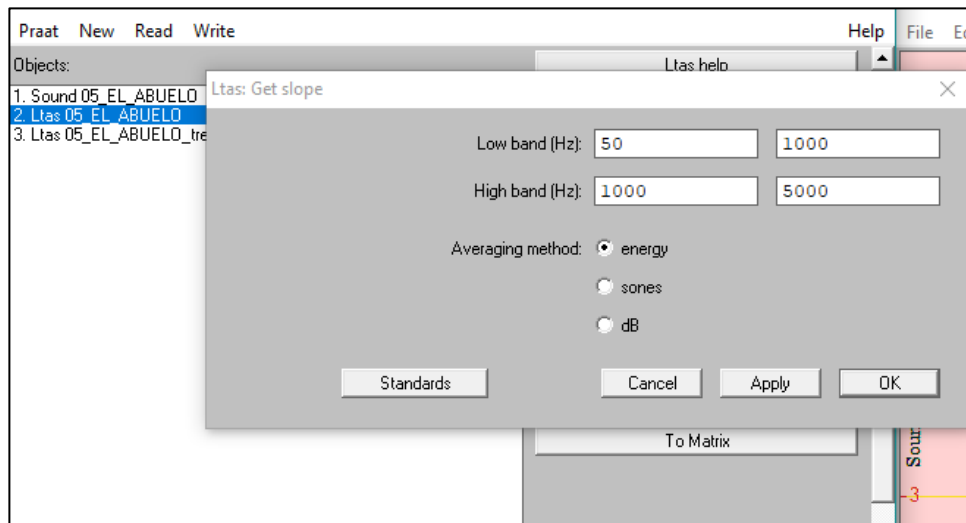 Praat New Read Write Help File
Objects:
Ltas help
1. Sound 05_EL_ABUELO
2. Ltas 05_EL_ABUELO
3. Ltas 05_EL_ABUELO_tre
Ltas: Get slope
Low band (Hz): 50 1000
High band (Hz): 1000 5000
Averaging method: energy
sones
dB
Standards Cancel Apply OK
To Matrix
Soun
-3